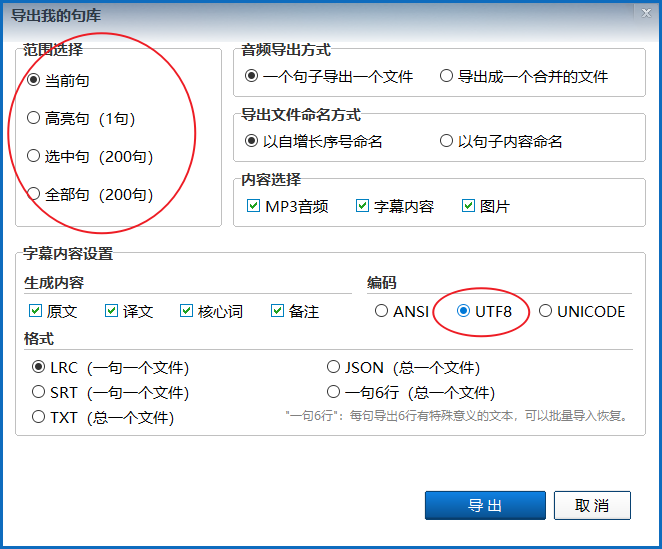 导出我的句库
范围选择
当前句
高亮句（1句）
选中句（200句）
全部句（200句）
音频导出方式
一个句子导出一个文件 导出成一个合并的文件
导出文件命名方式
以自增长序号命名 以句子内容命名
内容选择
MP3音频 字幕内容 图片
字幕内容设置
生成内容
原文 译文 核心词 备注
编码
ANSI UTF8 UNICODE
格式
LRC（一句一个文件） JSON（总一个文件）
SRT（一句一个文件） 一句6行（总一个文件）
TXT（总一个文件） "一句6行"：每句导出6行有特殊意义的文本，可以批量导入恢复。
导 出 取 消